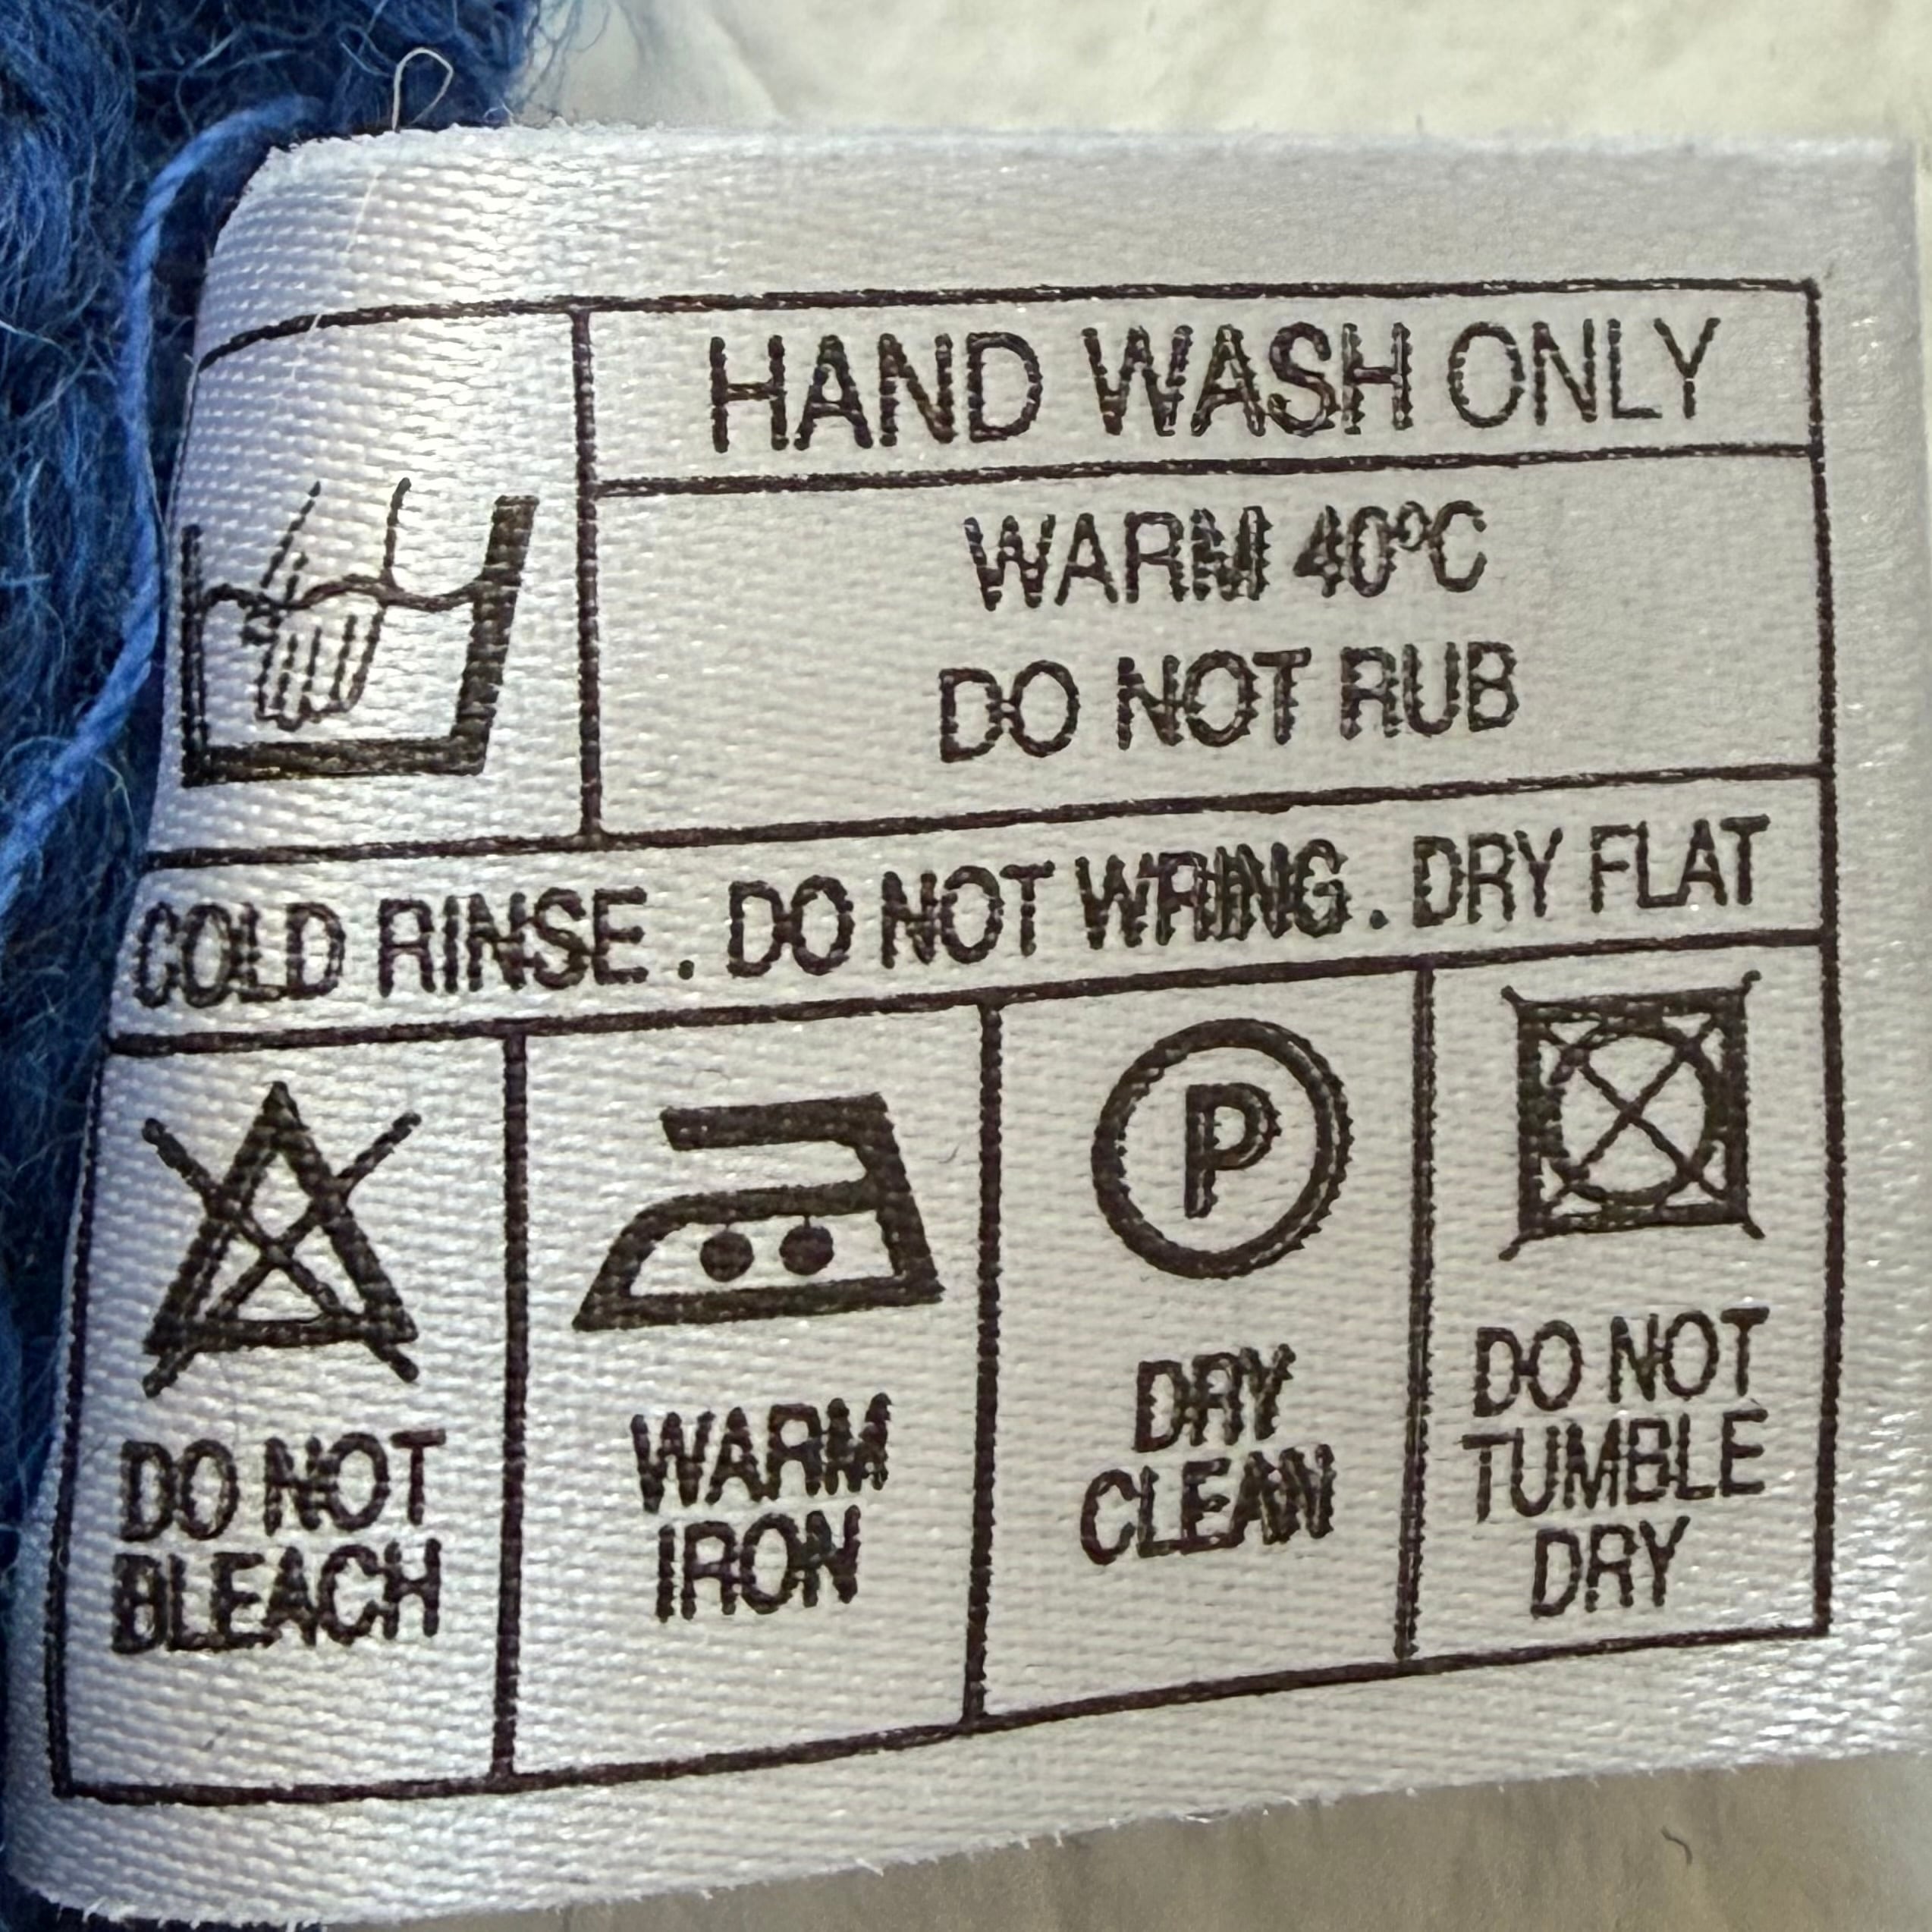 HAND WASH ONLY
WARM 40ºC
DO NOT RUB
COLD RINSE . DO NOT WRING . DRY FLAT
DO NOT
BLEACH
WARM
IRON
P
DRY
CLEAN
DO NOT
TUMBLE
DRY